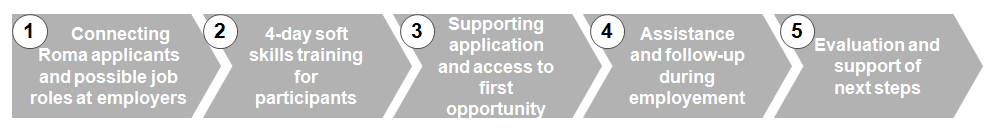 1
Connecting
Roma applicants
and possible job
roles at employers
2
4-day soft
skills training
for
participants
3
Supporting
application
and access to
first
opportunity
4
Assistance
and follow-up
during
employement
5
Evaluation and
support of
next steps